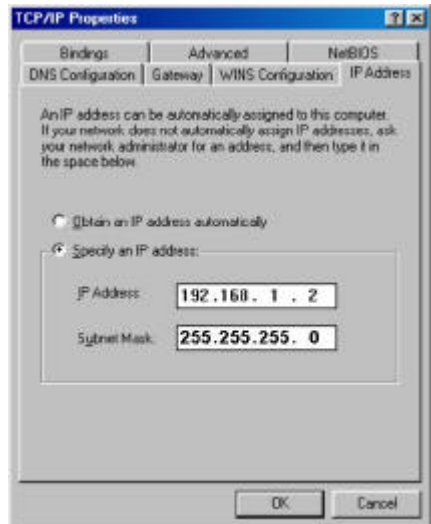 TCP/IP Properties
? X
Bindings Advanced NetBIOS
DNS Configuration Gateway WINS Configuration IP Address
An IP address can be automatically assigned to this computer.
If your network does not automatically assign IP addresses, ask
your network administrator for an address, and then type it in
the space below.
Obtain an IP address automatically
Specify an IP address:
IP Address:
192.168. 1 . 2
Subnet Mask:
255.255.255. 0
OK Cancel